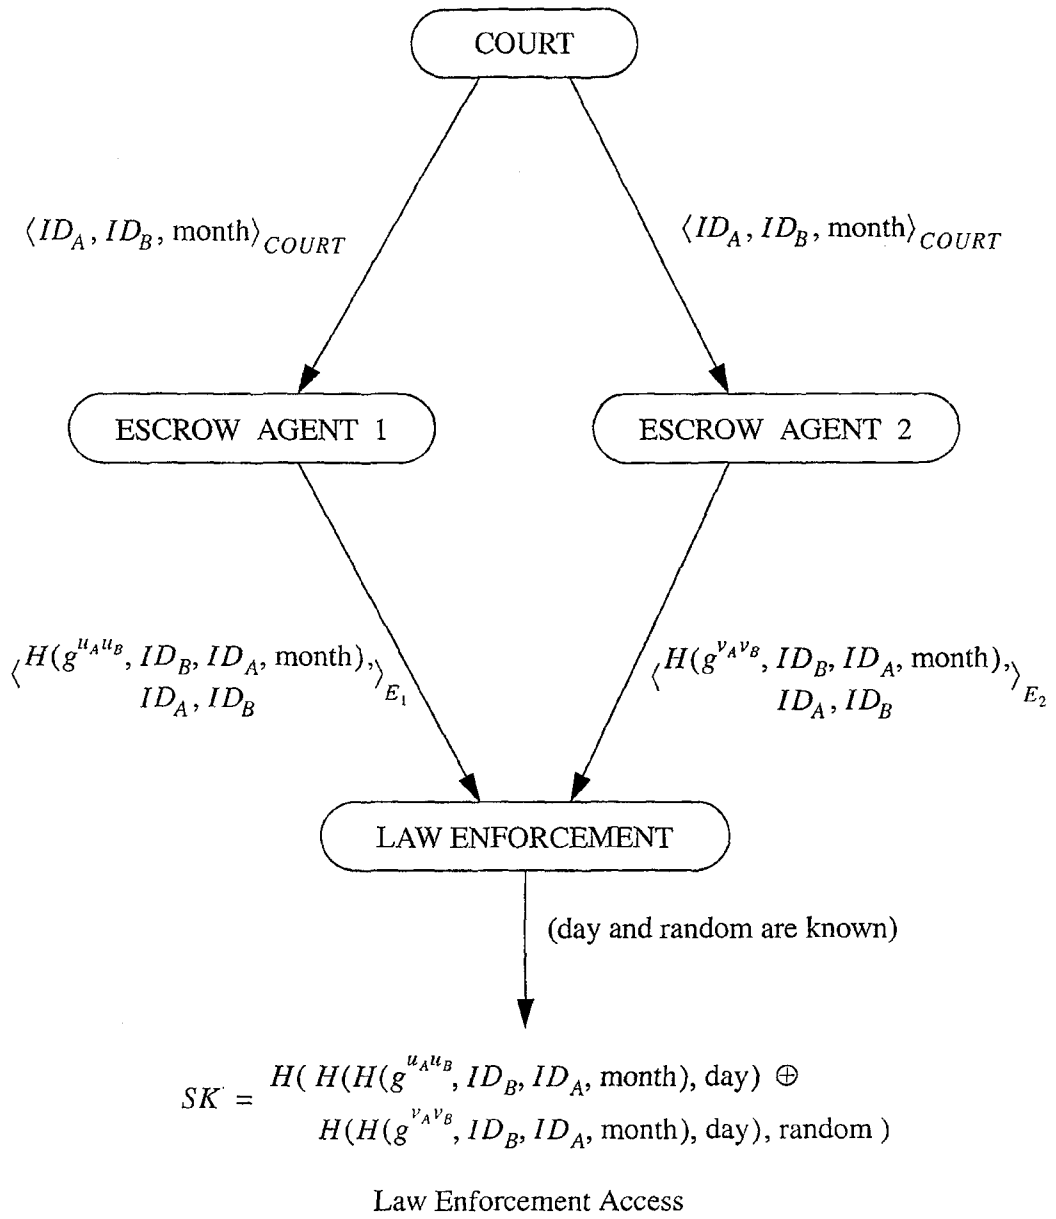 COURT
⟨ID_A, ID_B, month⟩_COURT
⟨ID_A, ID_B, month⟩_COURT
ESCROW AGENT 1
ESCROW AGENT 2
⟨H(g^{u_A u_B}, ID_B, ID_A, month),
ID_A, ID_B⟩_{E_1}
⟨H(g^{v_A v_B}, ID_B, ID_A, month),
ID_A, ID_B⟩_{E_2}
LAW ENFORCEMENT
(day and random are known)
SK = H( H(H(g^{u_A u_B}, ID_B, ID_A, month), day) ⊕
H(H(g^{v_A v_B}, ID_B, ID_A, month), day), random )
Law Enforcement Access